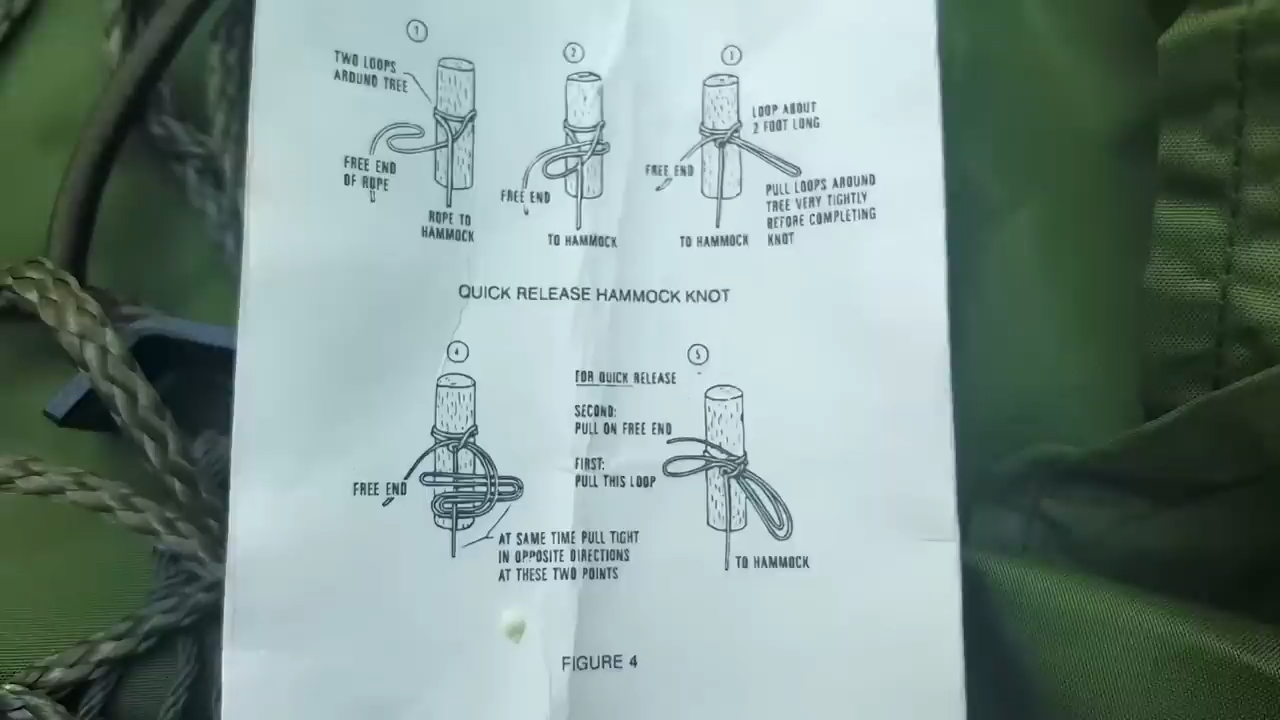 1
TWO LOOPS
AROUND TREE
FREE END
OF ROPE
ROPE TO
HAMMOCK
2
FREE END
TO HAMMOCK
3
LOOP ABOUT
2 FOOT LONG
FREE END
PULL LOOPS AROUND
TREE VERY TIGHTLY
BEFORE COMPLETING
KNOT
TO HAMMOCK
QUICK RELEASE HAMMOCK KNOT
4
FREE END
AT SAME TIME PULL TIGHT
IN OPPOSITE DIRECTIONS
AT THESE TWO POINTS
5
FOR QUICK RELEASE
SECOND:
PULL ON FREE END
FIRST:
PULL THIS LOOP
TO HAMMOCK
FIGURE 4